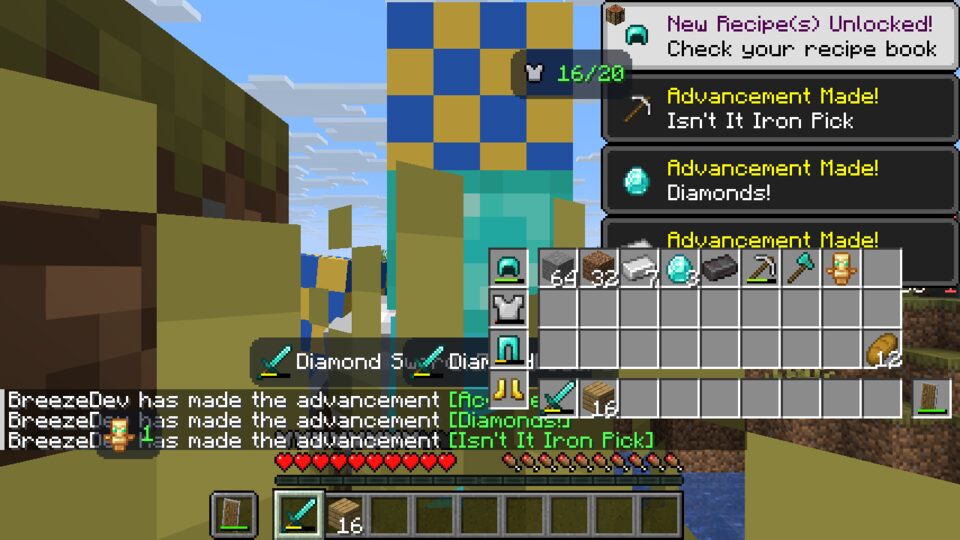 New Recipe(s) Unlocked!
Check your recipe book
16/20
Advancement Made!
Isn't It Iron Pick
Advancement Made!
Diamonds!
Advancement Made!
64
32
7
3
12
Diamond
BreezeDev has made the advancement
BreezeDev has made the advancement [Diamonds!]
BreezeDev has made the advancement [Isn't It Iron Pick]
1
16
16